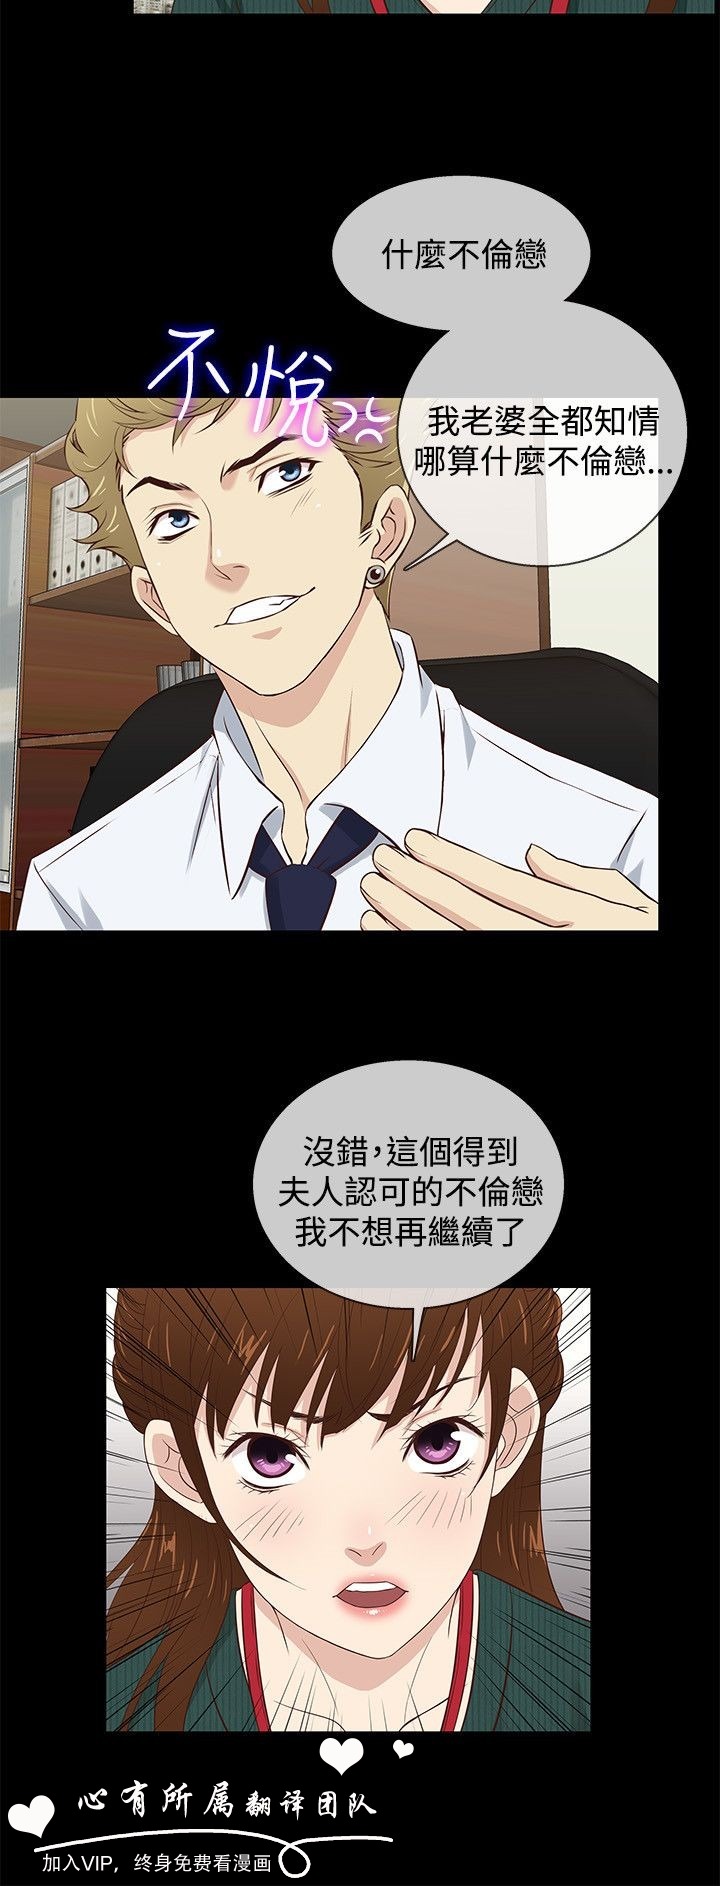 什麼不倫戀
不悅
我老婆全都知情
哪算什麼不倫戀...
沒錯，這個得到
夫人認可的不倫戀
我不想再繼續了
心有所属翻译团队
加入VIP，终身免费看漫画